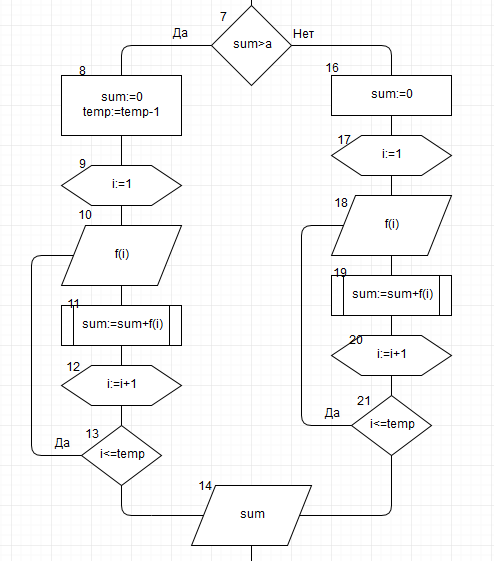 7
Да
sum>a
Нет
8
sum:=0
temp:=temp-1
9
i:=1
10
f(i)
11
sum:=sum+f(i)
12
i:=i+1
13
Да
i<=temp
16
sum:=0
17
i:=1
18
f(i)
19
sum:=sum+f(i)
20
i:=i+1
21
Да
i<=temp
14
sum